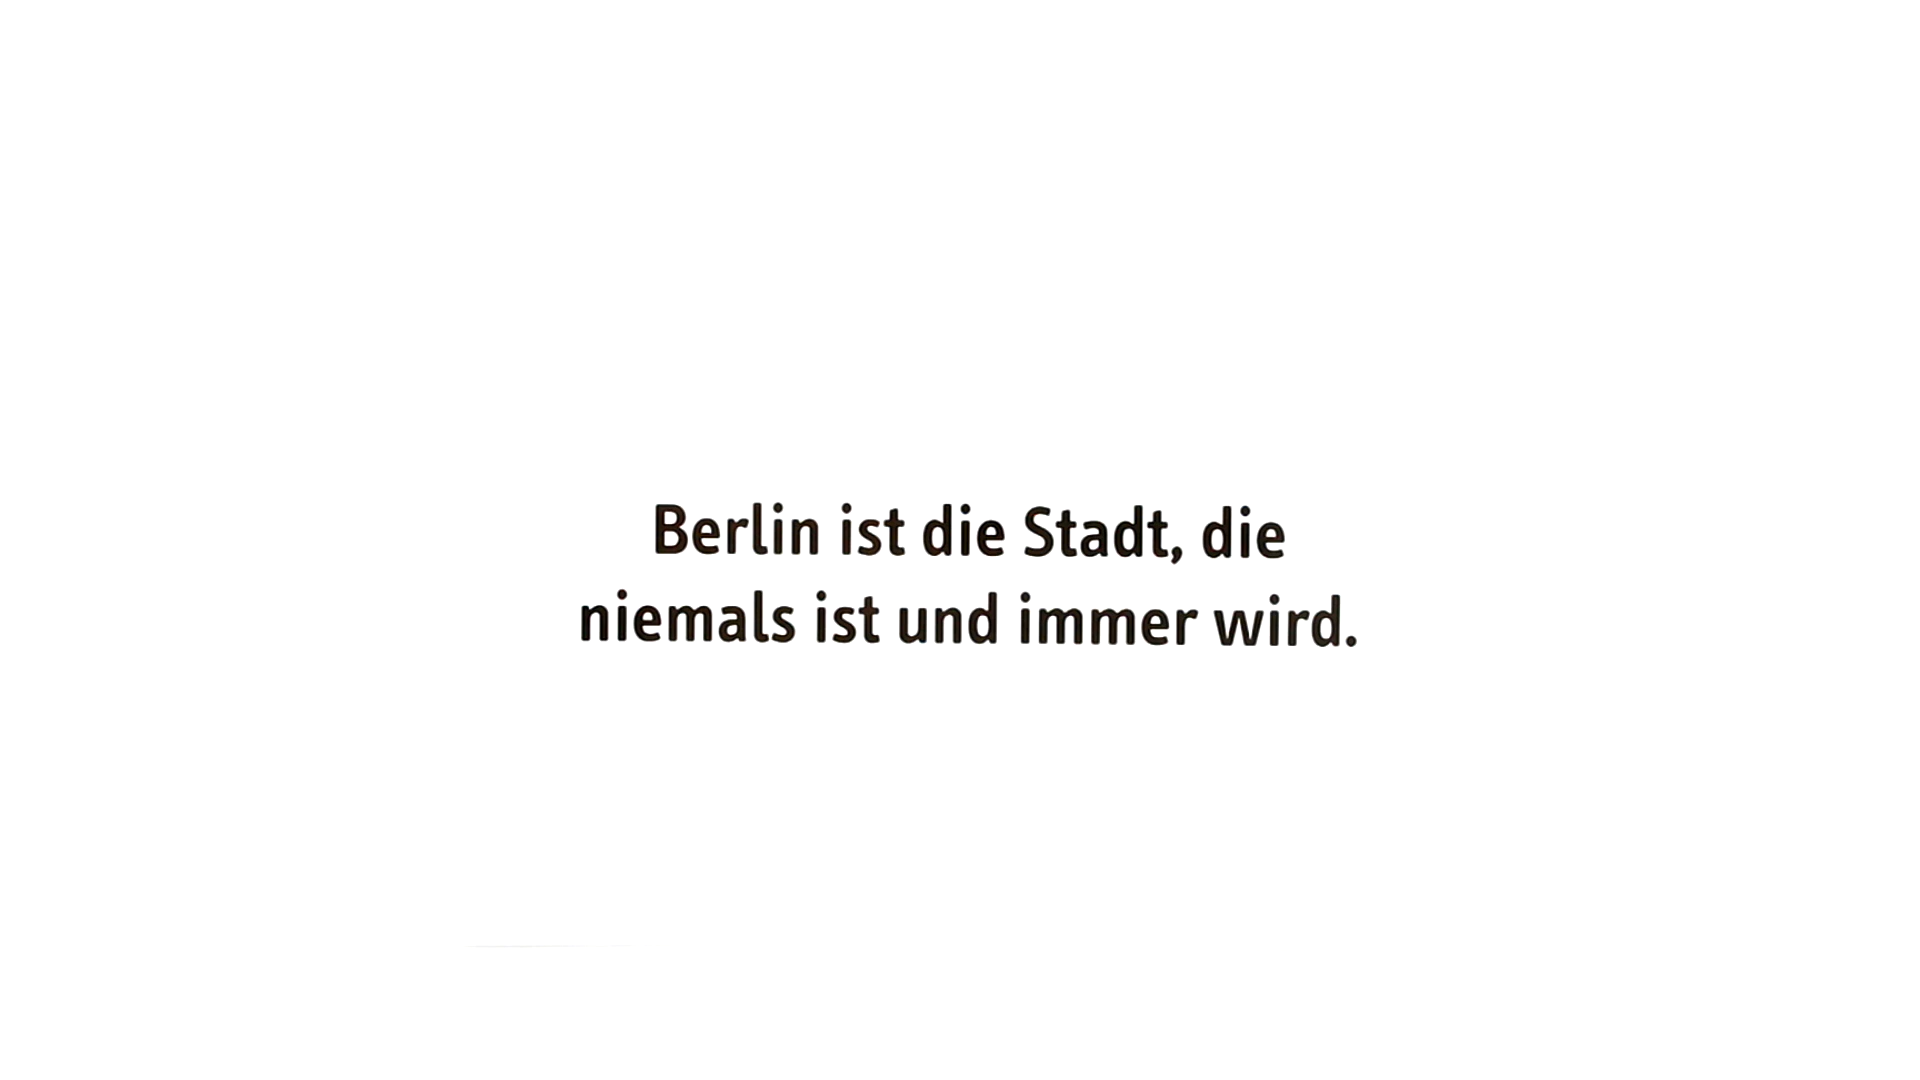 Berlin ist die Stadt, die
niemals ist und immer wird.